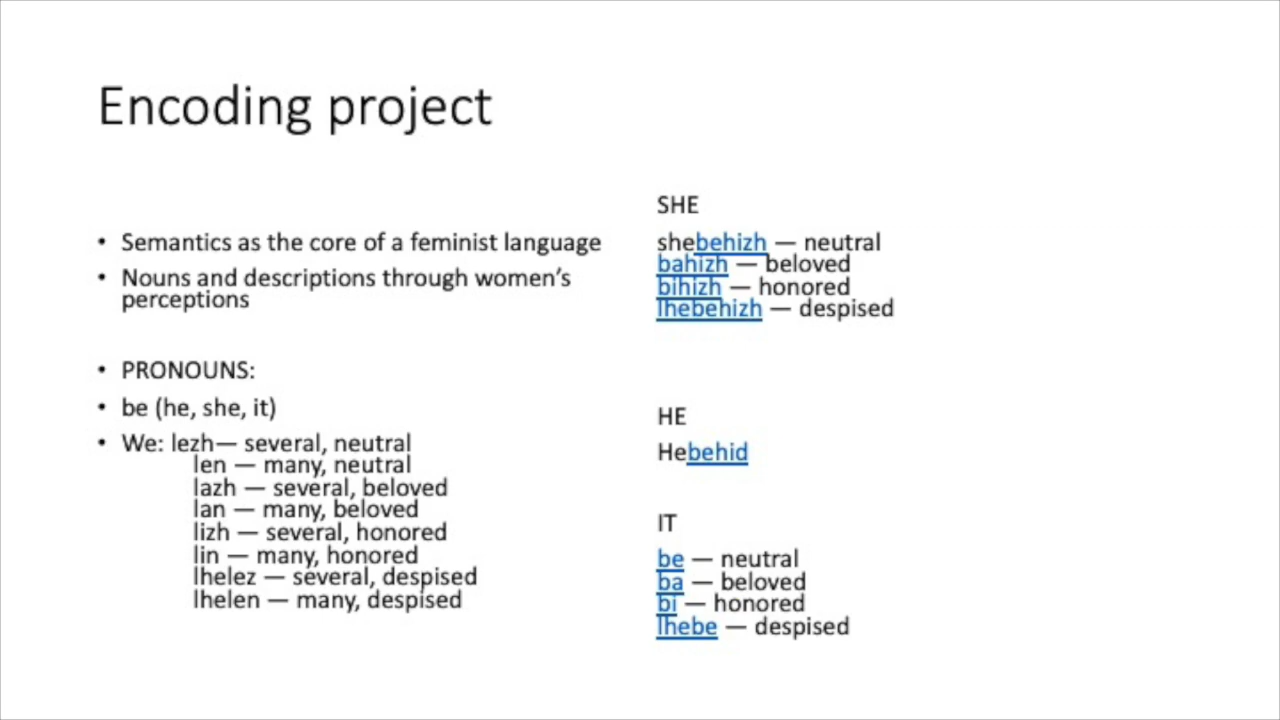 Encoding project
• Semantics as the core of a feminist language
• Nouns and descriptions through women’s
perceptions
• PRONOUNS:
• be (he, she, it)
• We: lezh— several, neutral
len — many, neutral
lazh — several, beloved
lan — many, beloved
lizh — several, honored
lin — many, honored
lhelez — several, despised
lhelen — many, despised
SHE
shebehizh — neutral
bahizh — beloved
bihizh — honored
lhebehizh — despised
HE
Hebehid
IT
be — neutral
ba — beloved
bi — honored
lhebe — despised